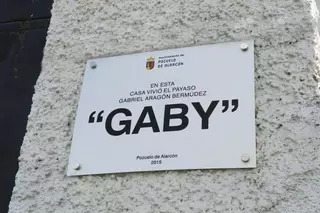 Ayuntamiento de
POZUELO
DE ALARCÓN
EN ESTA
CASA VIVIÓ EL PAYASO
GABRIEL ARAGÓN BERMÚDEZ
“GABY”
Pozuelo de Alarcón
2015